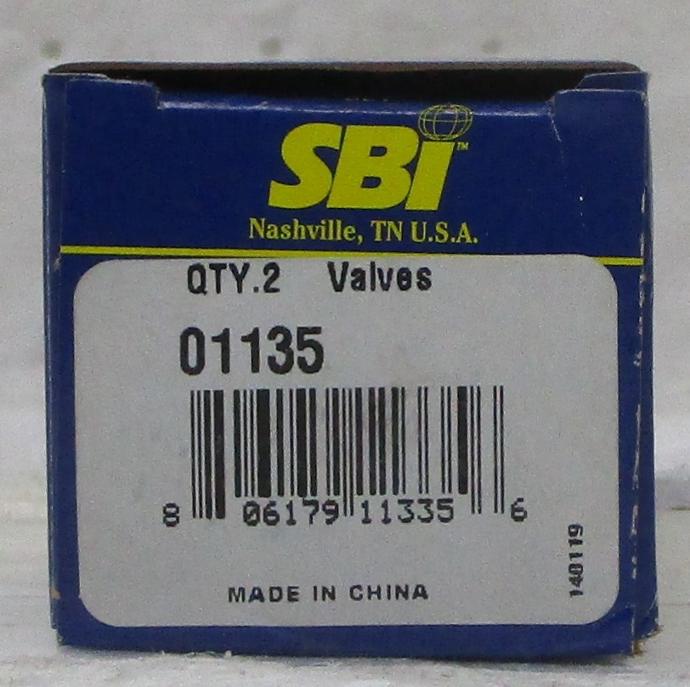 SBI™
Nashville, TN U.S.A.
QTY.2 Valves
01135
8 06179 11335 6
MADE IN CHINA
140119